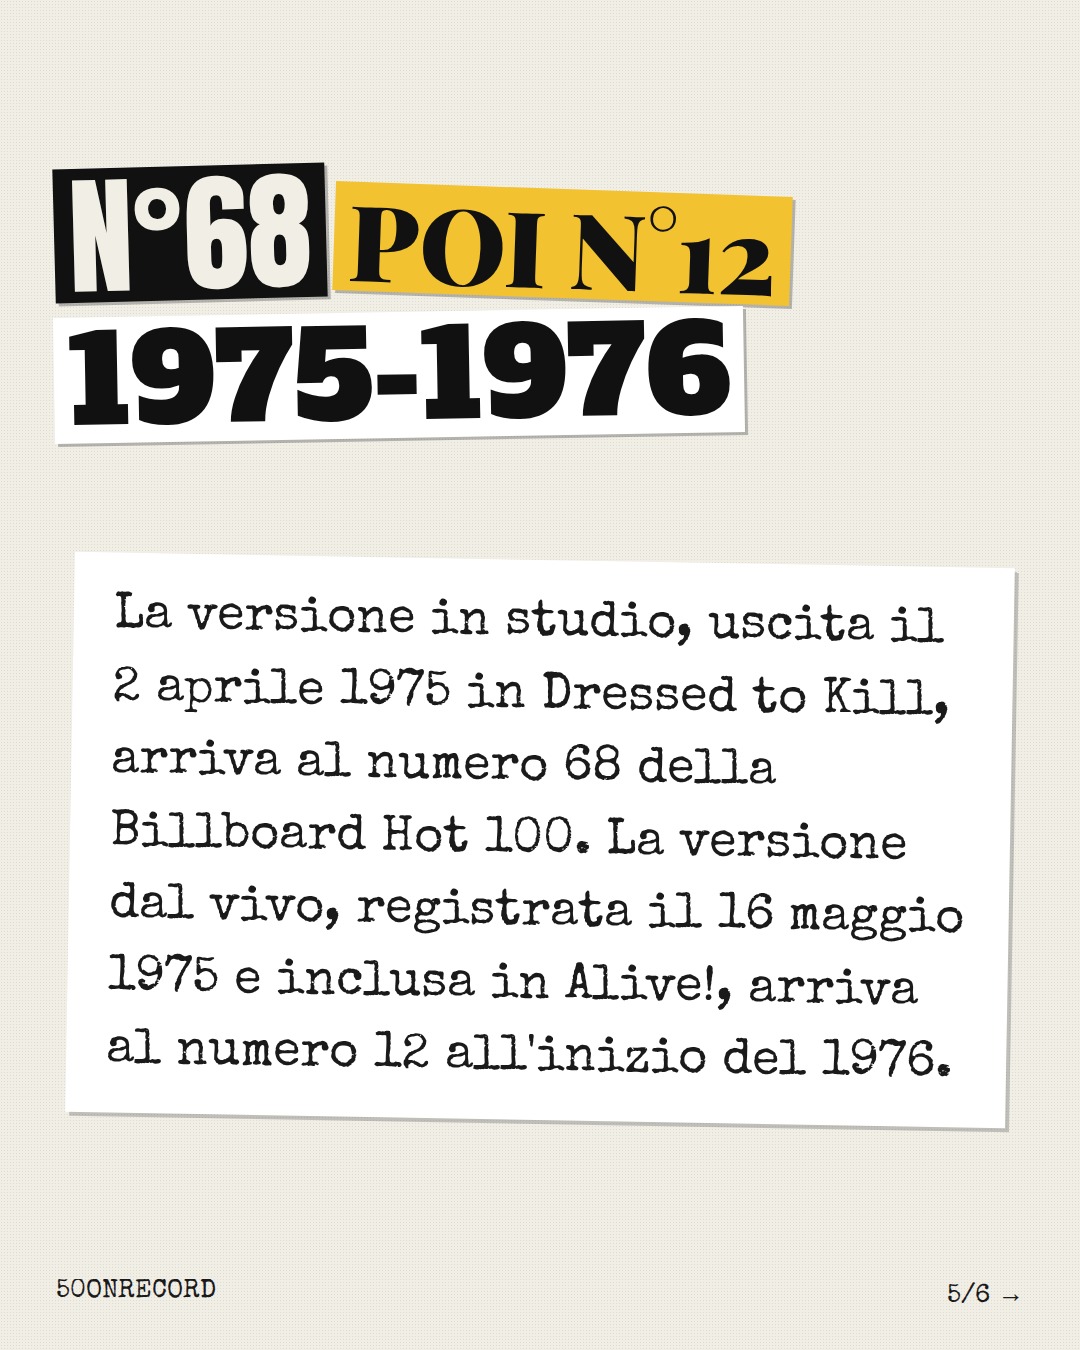 N°68 POI N°12
1975-1976
La versione in studio, uscita il
2 aprile 1975 in Dressed to Kill,
arriva al numero 68 della
Billboard Hot 100. La versione
dal vivo, registrata il 16 maggio
1975 e inclusa in Alive!, arriva
al numero 12 all'inizio del 1976.
50ONRECORD
5/6 →